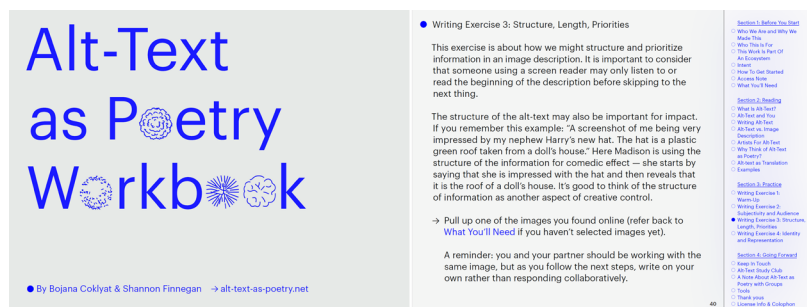 Alt-Text
as Poetry
Workbook
By Bojana Coklyat & Shannon Finnegan → alt-text-as-poetry.net
Writing Exercise 3: Structure, Length, Priorities
This exercise is about how we might structure and prioritize
information in an image description. It is important to consider
that someone using a screen reader may only listen to or
read the beginning of the description before skipping to the
next thing.
The structure of the alt-text may also be important for impact.
If you remember this example: “A screenshot of me being very
impressed by my nephew Harry’s new hat. The hat is a plastic
green roof taken from a doll’s house.” Here Madison is using the
structure of the information for comedic effect — she starts by
saying that she is impressed with the hat and then reveals that
it is the roof of a doll’s house. It’s good to think of the structure
of information as another aspect of creative control.
→ Pull up one of the images you found online (refer back to
What You’ll Need if you haven’t selected images yet).
A reminder: you and your partner should be working with the
same image, but as you follow the next steps, write on your
own rather than responding collaboratively.
40
Section 1: Before You Start
Who We Are and Why We
Made This
Who This Is For
This Work Is Part Of
An Ecosystem
Intent
How To Get Started
Access Note
What You’ll Need
Section 2: Reading
What Is Alt-Text?
Alt-Text and You
Writing Alt-Text
Alt-Text vs. Image
Description
Artists For Alt-Text
Why Think of Alt-Text
as Poetry?
Alt-text as Translation
Examples
Section 3: Practice
Writing Exercise 1:
Warm-Up
Writing Exercise 2:
Subjectivity and Audience
Writing Exercise 3: Structure,
Length, Priorities
Writing Exercise 4: Identity
and Representation
Section 4: Going Forward
Keep In Touch
Alt-Text Study Club
A Note About Alt-Text as
Poetry with Groups
Tools
Thank yous
License Info & Colophon